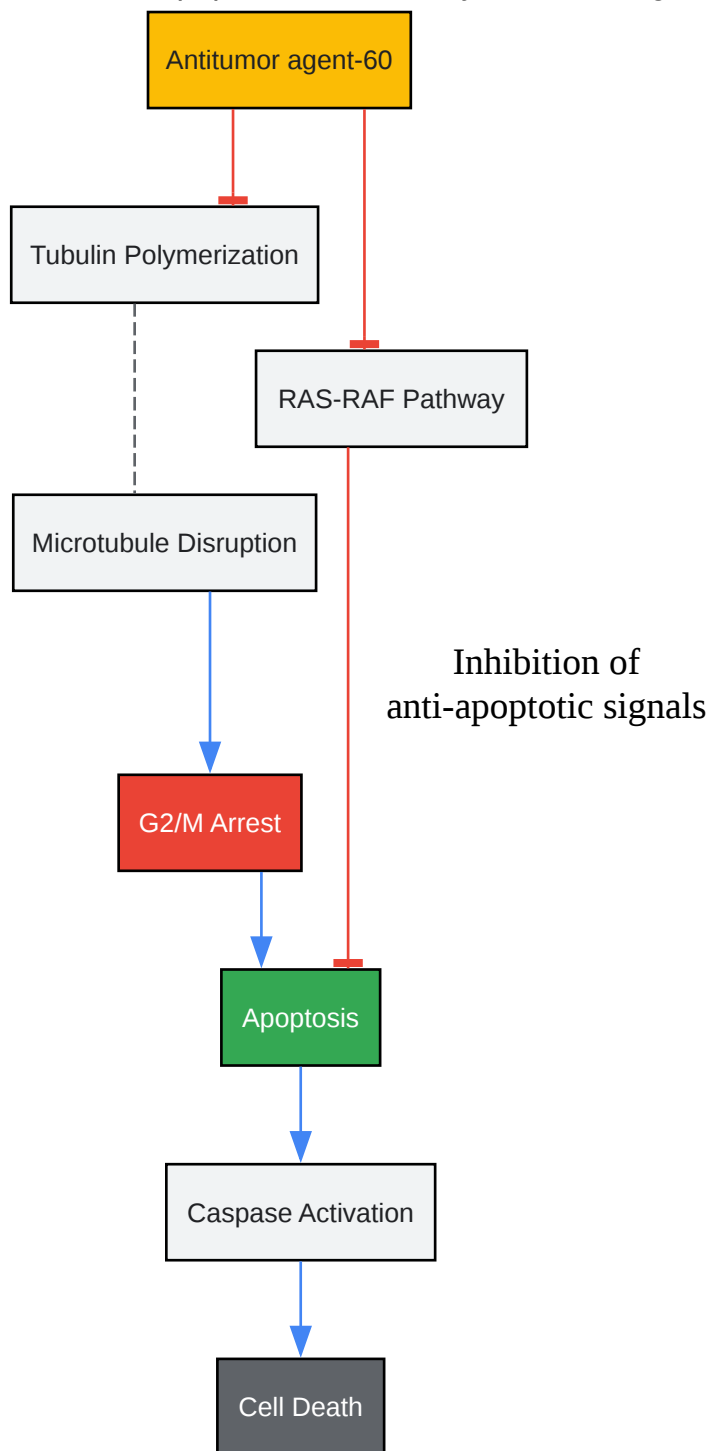 Antitumor agent-60
Tubulin Polymerization
RAS-RAF Pathway
Microtubule Disruption
Inhibition of
anti-apoptotic signals
G2/M Arrest
Apoptosis
Caspase Activation
Cell Death